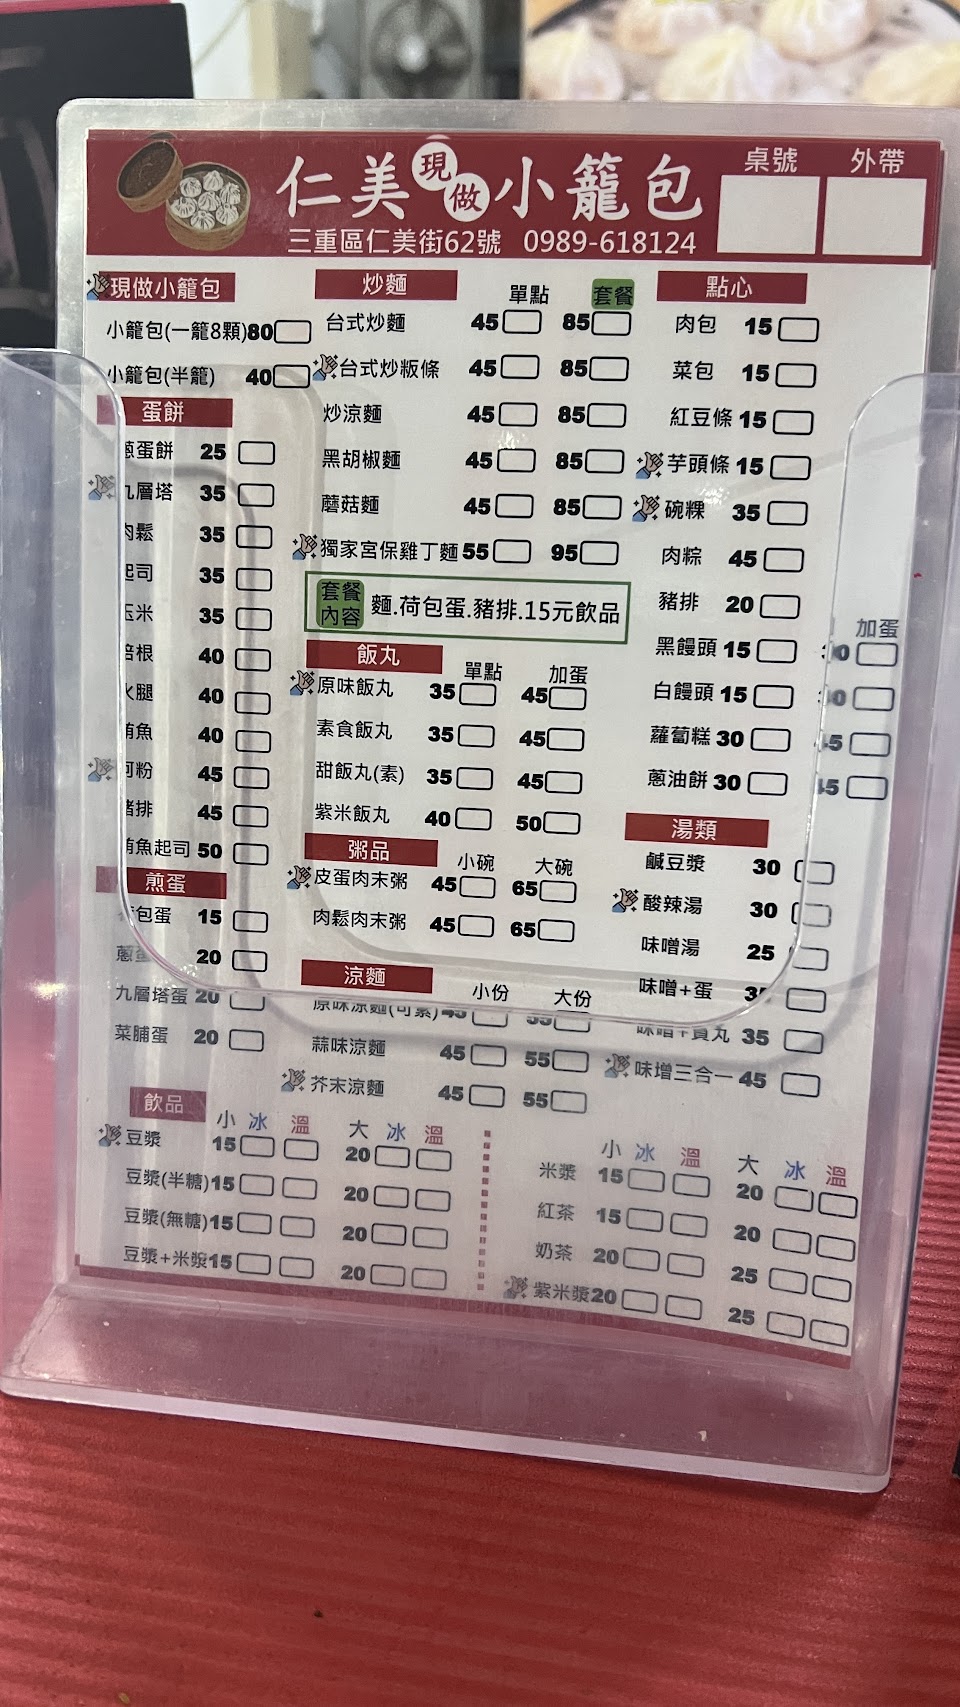 仁美現做小籠包
三重區仁美街62號 0989-618124
桌號 外帶
現做小籠包
小籠包(一籠8顆) 80
小籠包(半籠) 40
蛋餅
蔥蛋餅 25
九層塔 35
肉鬆 35
起司 35
玉米 35
培根 40
火腿 40
鮪魚 40
河粉 45
豬排 45
鮪魚起司 50
煎蛋
荷包蛋 15
蔥蛋 20
九層塔蛋 20
菜脯蛋 20
炒麵 單點 套餐
台式炒麵 45 85
台式炒粄條 45 85
炒涼麵 45 85
黑胡椒麵 45 85
蘑菇麵 45 85
獨家宮保雞丁麵 55 95
套餐內容 麵.荷包蛋.豬排.15元飲品
飯丸 單點 加蛋
原味飯丸 35 45
素食飯丸 35 45
甜飯丸(素) 35 45
紫米飯丸 40 50
粥品 小碗 大碗
皮蛋肉末粥 45 65
肉鬆肉末粥 45 65
涼麵 小份 大份
原味涼麵(可素) 45 55
蒜味涼麵 45 55
芥末涼麵 45 55
點心
肉包 15
菜包 15
紅豆條 15
芋頭條 15
碗粿 35
肉粽 45
豬排 20
黑饅頭 15
白饅頭 15
蘿蔔糕 30
蔥油餅 30
加蛋
湯類
鹹豆漿 30
酸辣湯 30
味噌湯 25
味噌+蛋 35
味噌+貢丸 35
味增三合一 45
飲品 小 冰 溫 大 冰 溫
豆漿 15 20
豆漿(半糖) 15 20
豆漿(無糖) 15 20
豆漿+米漿 15 20
小 冰 溫 大 冰 溫
米漿 15 20
紅茶 15 20
奶茶 20 25
紫米漿 20 25